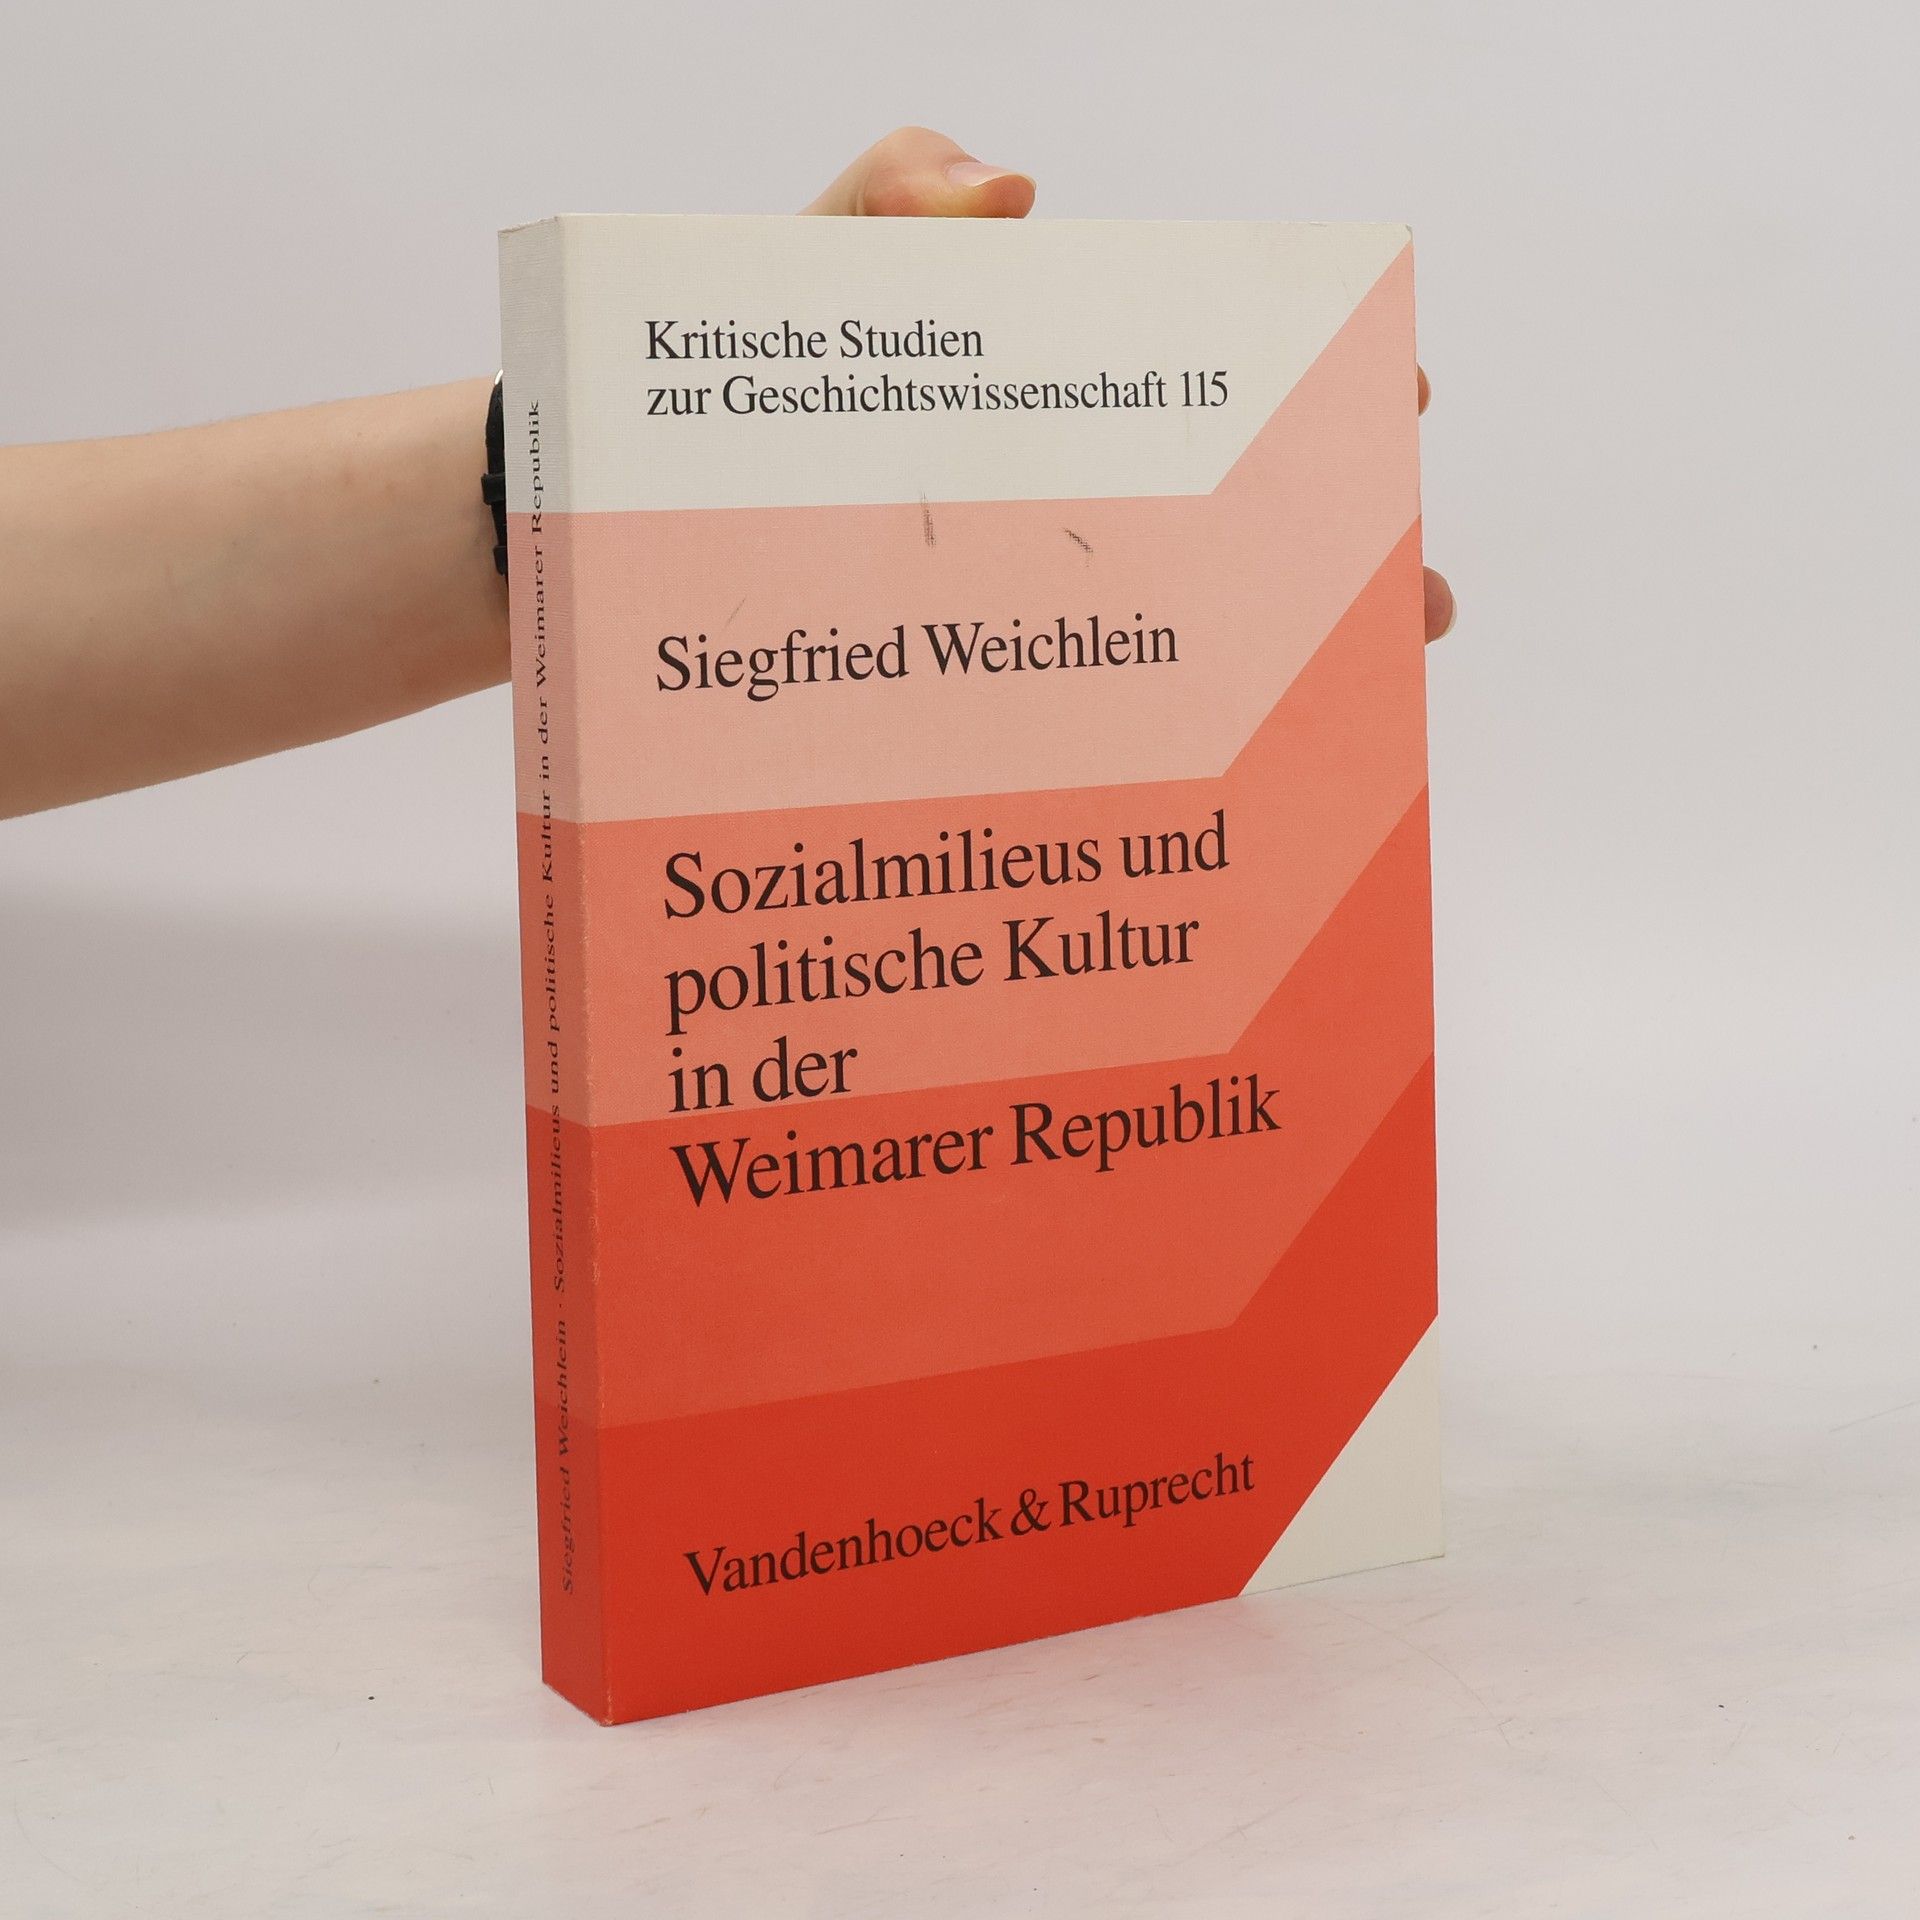 Kritische Studien
zur Geschichtswissenschaft 115
Siegfried Weichlein
Sozialmilieus und
politische Kultur
in der
Weimarer Republik
Vandenhoeck & Ruprecht
Siegfried Weichlein · Sozialmilieus und politische Kultur in der Weimarer Republik